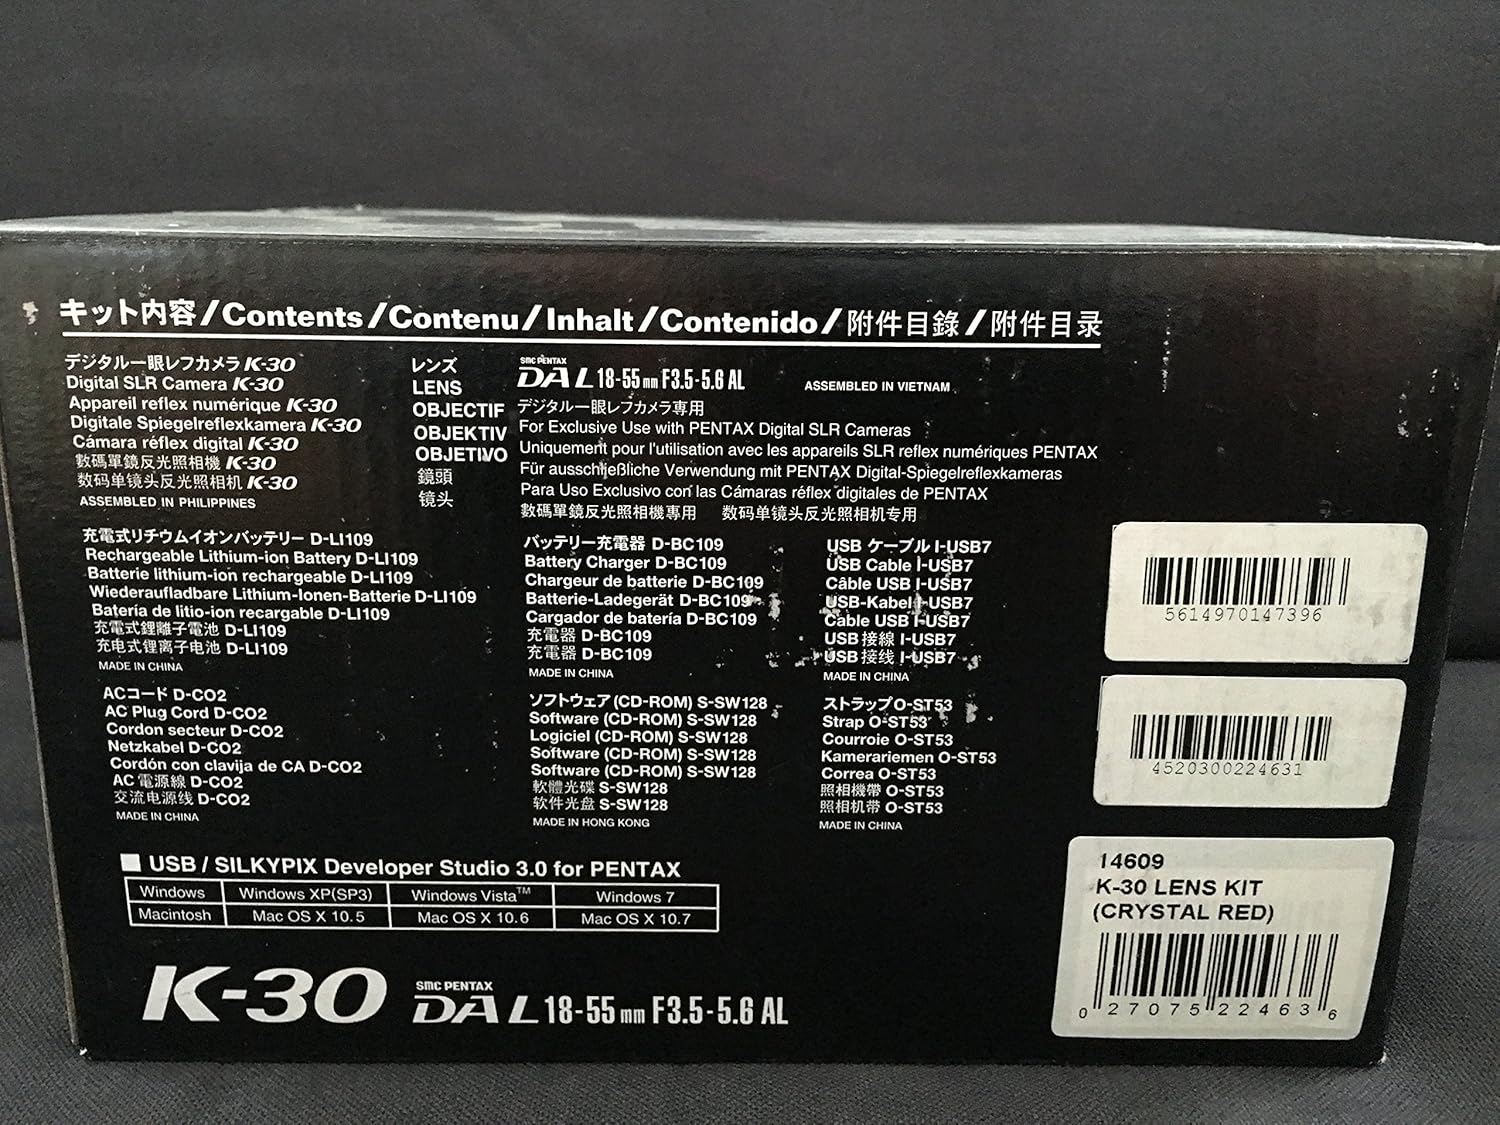 キット内容/Contents/Contenu/Inhalt/Contenido/附件目錄/附件目录
デジタル一眼レフカメラ K-30
Digital SLR Camera K-30
Appareil reflex numérique K-30
Digitale Spiegelreflexkamera K-30
Cámara réflex digital K-30
數碼單鏡反光照相機 K-30
数码单镜头反光照相机 K-30
ASSEMBLED IN PHILIPPINES
レンズ
LENS
OBJECTIF
OBJEKTIV
OBJETIVO
鏡頭
镜头
smc PENTAX
DA L 18-55mm F3.5-5.6 AL
ASSEMBLED IN VIETNAM
デジタル一眼レフカメラ専用
For Exclusive Use with PENTAX Digital SLR Cameras
Uniquement pour l'utilisation avec les appareils SLR reflex numériques PENTAX
Für ausschließliche Verwendung mit PENTAX Digital-Spiegelreflexkameras
Para Uso Exclusivo con las Cámaras réflex digitales de PENTAX
數碼單鏡反光照相機專用 数码单镜头反光照相机专用
充電式リチウムイオンバッテリー D-LI109
Rechargeable Lithium-ion Battery D-LI109
Batterie lithium-ion rechargeable D-LI109
Wiederaufladbare Lithium-Ionen-Batterie D-LI109
Batería de litio-ion recargable D-LI109
充電式鋰離子電池 D-LI109
充电式锂离子电池 D-LI109
MADE IN CHINA
バッテリー充電器 D-BC109
Battery Charger D-BC109
Chargeur de batterie D-BC109
Batterie-Ladegerät D-BC109
Cargador de batería D-BC109
充電器 D-BC109
充電器 D-BC109
MADE IN CHINA
USB ケーブル I-USB7
USB Cable I-USB7
Câble USB I-USB7
USB-Kabel I-USB7
Cable USB I-USB7
USB接線 I-USB7
USB接线 I-USB7
MADE IN CHINA
ACコード D-CO2
AC Plug Cord D-CO2
Cordon secteur D-CO2
Netzkabel D-CO2
Cordón con clavija de CA D-CO2
AC 電源線 D-CO2
交流电源线 D-CO2
MADE IN CHINA
ソフトウェア(CD-ROM) S-SW128
Software (CD-ROM) S-SW128
Logiciel (CD-ROM) S-SW128
Software (CD-ROM) S-SW128
Software (CD-ROM) S-SW128
軟體光碟 S-SW128
软件光盘 S-SW128
MADE IN HONG KONG
ストラップ O-ST53
Strap O-ST53
Courroie O-ST53
Kamerariemen O-ST53
Correa O-ST53
照相機帶 O-ST53
照相机带 O-ST53
MADE IN CHINA
5614970147396
4520300224631
14609
K-30 LENS KIT
(CRYSTAL RED)
0 27075 22463 6
■ USB / SILKYPIX Developer Studio 3.0 for PENTAX
Windows Windows XP(SP3) Windows Vista™ Windows 7
Macintosh Mac OS X 10.5 Mac OS X 10.6 Mac OS X 10.7
K-30
smc PENTAX
DA L 18-55mm F3.5-5.6 AL